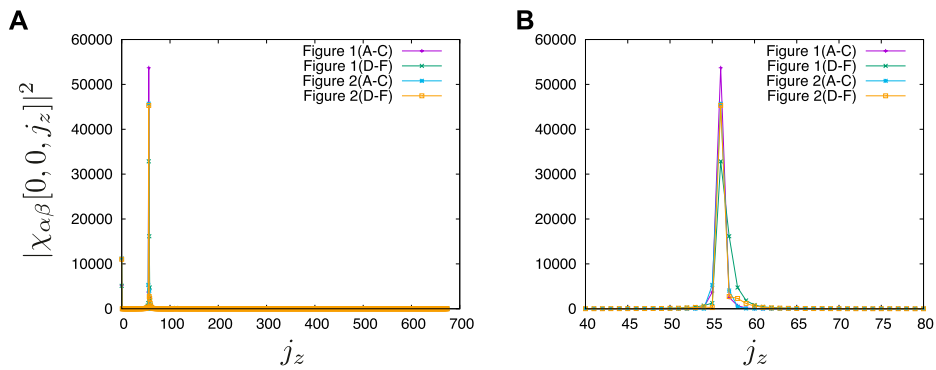 A
B
|χαβ[0, 0, jz]|²
60000
50000
40000
30000
20000
10000
0
0 100 200 300 400 500 600 700
jz
Figure 1(A-C)
Figure 1(D-F)
Figure 2(A-C)
Figure 2(D-F)
60000
50000
40000
30000
20000
10000
0
40 45 50 55 60 65 70 75 80
jz
Figure 1(A-C)
Figure 1(D-F)
Figure 2(A-C)
Figure 2(D-F)